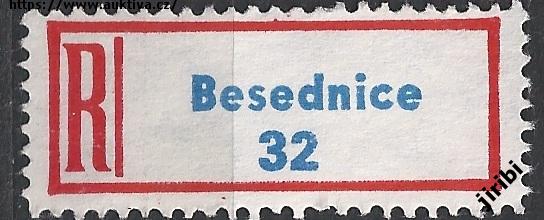 https://www.auktiva.cz/
R
Besednice
32
jiribi